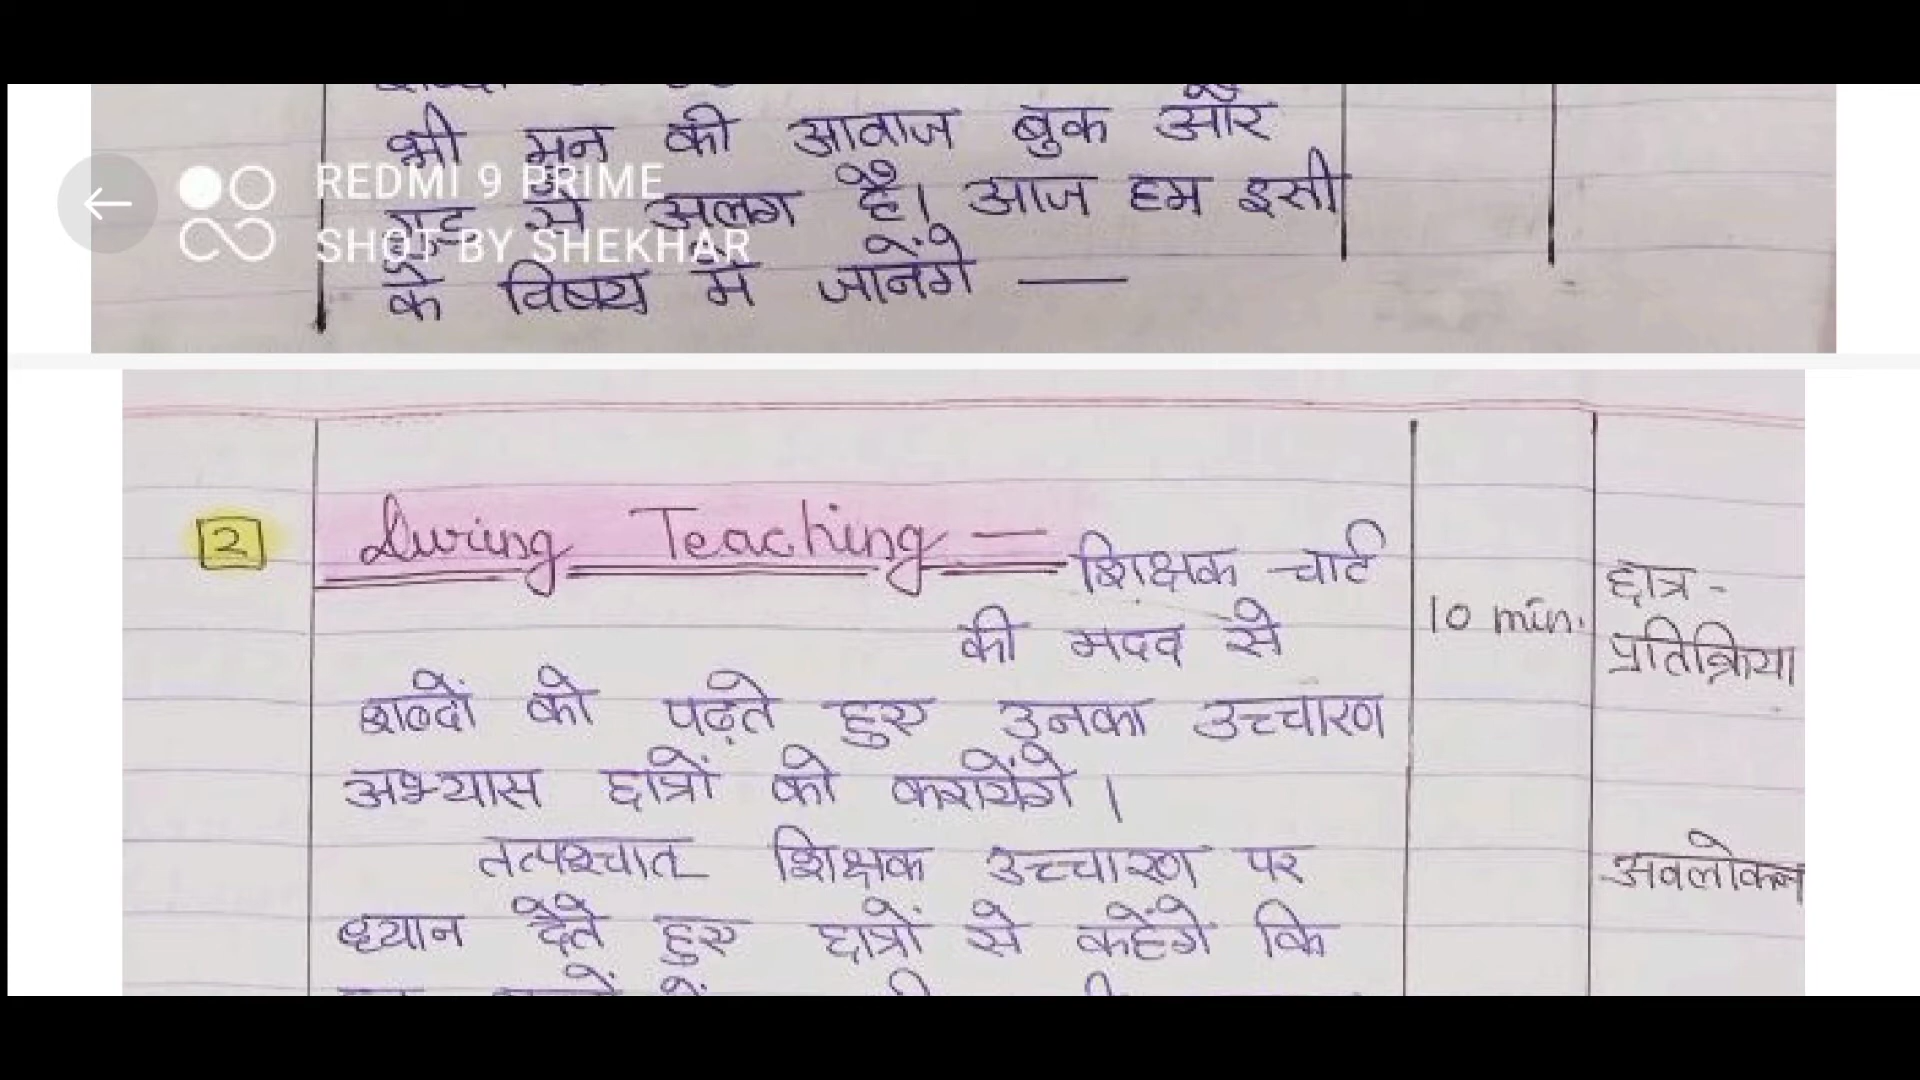 भी मून की आवाज बुक और
REDMI 9 PRIME
गुड से अलग है। आज हम इसी
SHOT BY SHEKHAR
के विषय में जानेंगे —
2
During Teaching — शिक्षक चार्ट
की मदद से
10 min.
छात्र -
प्रतिक्रिया
शब्दों को पढ़ते हुए उनका उच्चारण
अभ्यास छात्रों को करायेंगे।
तत्पश्चात शिक्षक उच्चारण पर
अवलोकन
ध्यान देते हुए छात्रों से कहेंगे कि